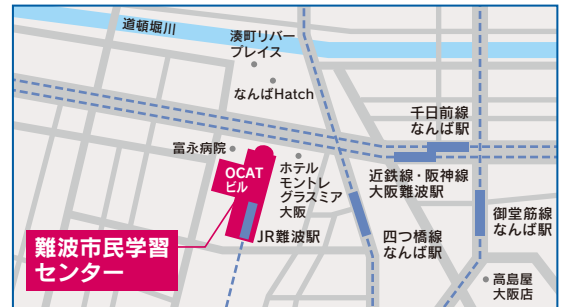 道頓堀川
湊町リバー
プレイス
なんばHatch
千日前線
なんば駅
富永病院
OCAT
ビル
ホテル
モントレ
グラスミア
大阪
近鉄線・阪神線
大阪難波駅
御堂筋線
なんば駅
JR難波駅
四つ橋線
なんば駅
難波市民学習
センター
高島屋
大阪店